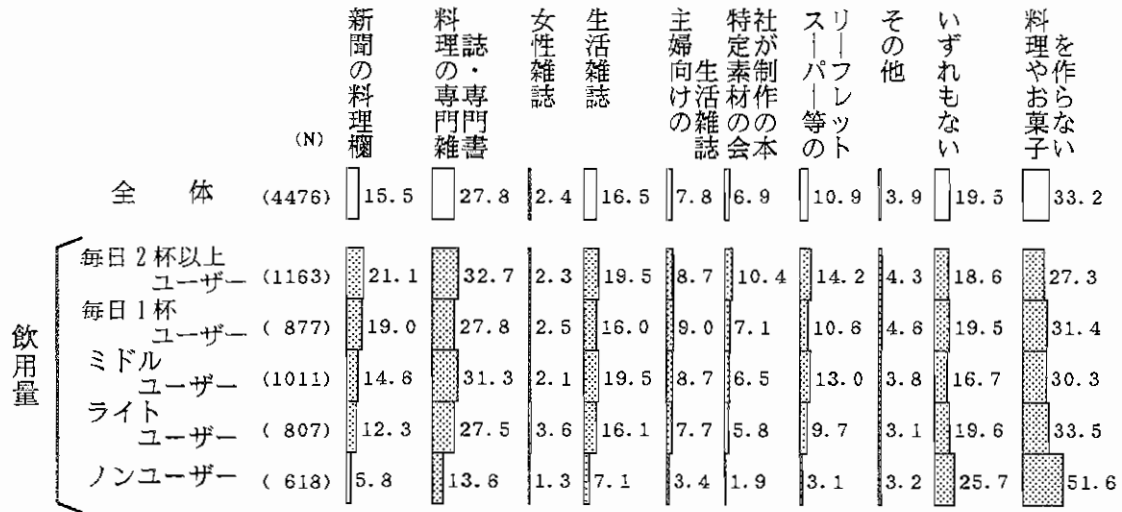 新聞の料理欄
料理の専門雑誌・専門書
女性雑誌
生活雑誌
主婦向けの生活雑誌
特定素材の会社が制作の本
スーパー等のリーフレット
その他
いずれもない
料理やお菓子を作らない
(N)
全 体 (4476) 15.5 27.8 2.4 16.5 7.8 6.9 10.9 3.9 19.5 33.2
飲用量
毎日2杯以上
ユーザー (1163) 21.1 32.7 2.3 19.5 8.7 10.4 14.2 4.3 18.6 27.3
毎日1杯
ユーザー ( 877) 19.0 27.8 2.5 16.0 9.0 7.1 10.6 4.6 19.5 31.4
ミドル
ユーザー (1011) 14.6 31.3 2.1 19.5 8.7 6.5 13.0 3.8 16.7 30.3
ライト
ユーザー ( 807) 12.3 27.5 3.6 16.1 7.7 5.8 9.7 3.1 19.6 33.5
ノンユーザー ( 618) 5.8 13.6 1.3 7.1 3.4 1.9 3.1 3.2 25.7 51.6